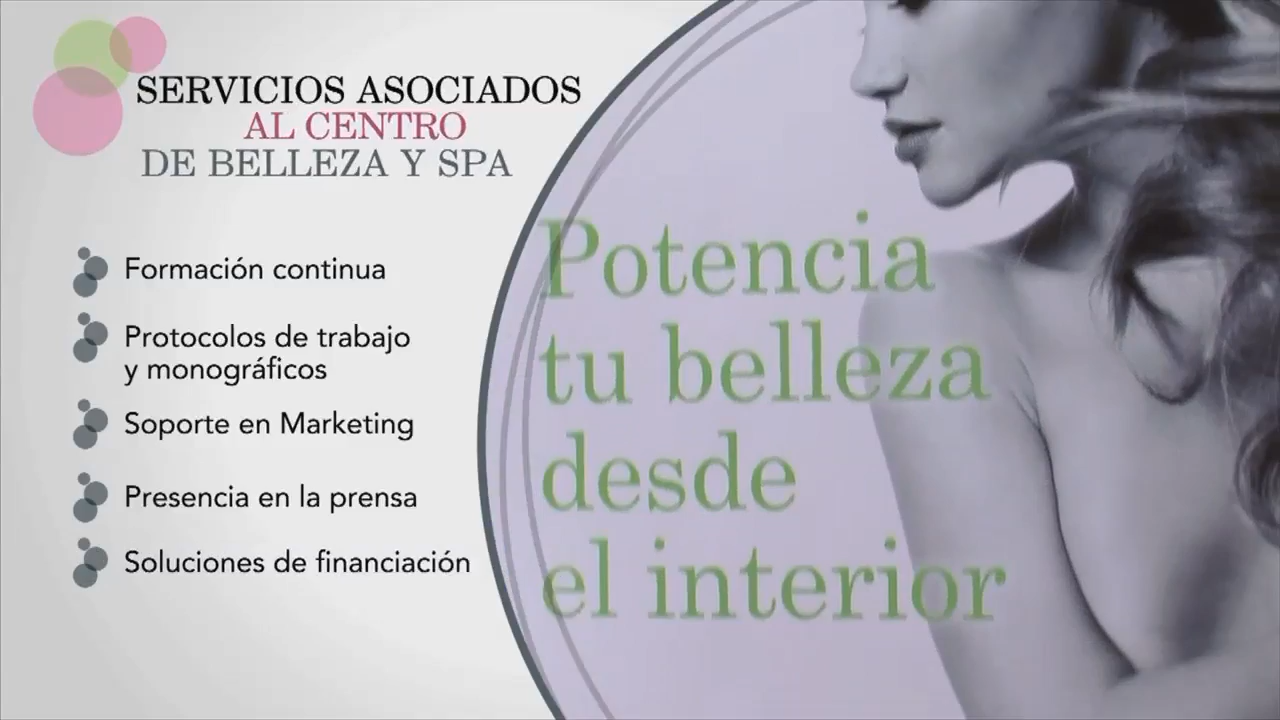 SERVICIOS ASOCIADOS
AL CENTRO
DE BELLEZA Y SPA
Formación continua
Protocolos de trabajo
y monográficos
Soporte en Marketing
Presencia en la prensa
Soluciones de financiación
Potencia
tu belleza
desde
el interior